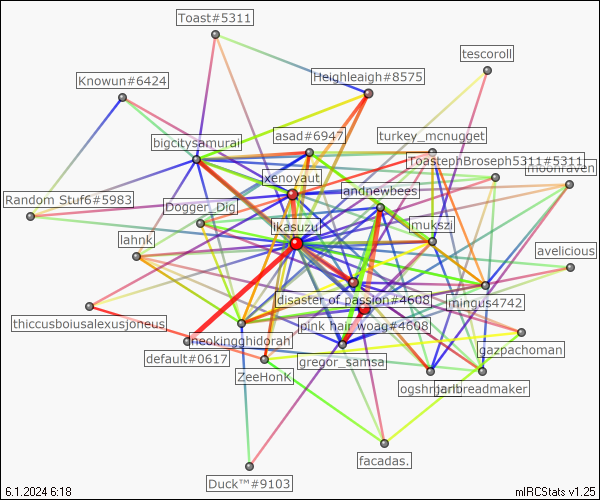 Toast#5311
tescoroll
Knowun#6424
Heighleaigh#8575
bigcitysamurai
asad#6947
turkey_mcnugget
ToastephBroseph5311#5311
moonraven
xenoyaut
landnewbees
Random Stuf6#5983
Dogger_Dig
ikasuzu
mukszi
lahnk
avelicious
disaster of passion#4608
mingus4742
thiccusboiusalexusjoneus
pink hair woag#4608
neokingghidorah
default#0617
gregor_samsa
gazpachoman
ZeeHonK
janbreadmaker
facadas.
Duck™#9103
6.1.2024 6:18
mIRCStats v1.25